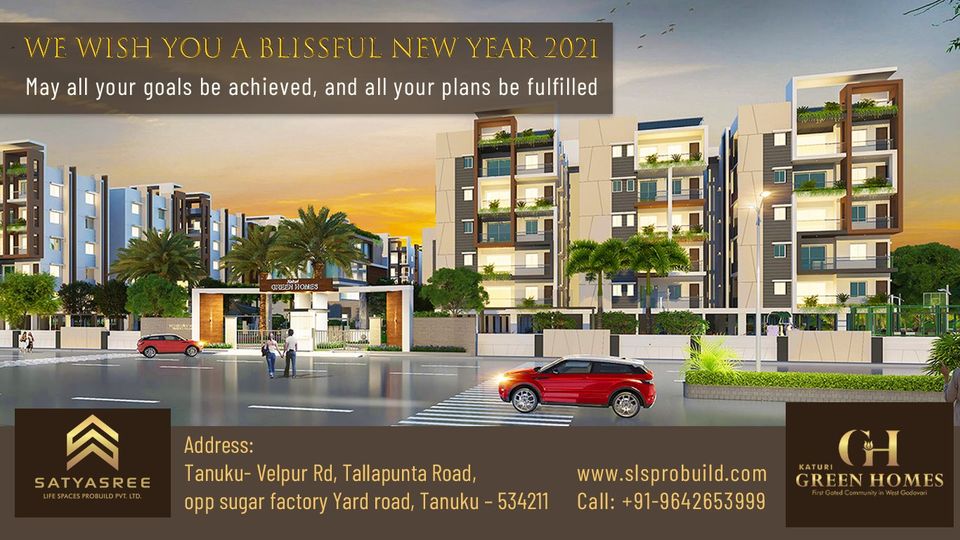 WE WISH YOU A BLISSFUL NEW YEAR 2021
May all your goals be achieved, and all your plans be fulfilled
GREEN HOMES
SATYASREE
LIFE SPACES PROBUILD PVT. LTD.
Address:
Tanuku- Velpur Rd, Tallapunta Road,
opp sugar factory Yard road, Tanuku – 534211
www.slsprobuild.com
Call: +91-9642653999
GH
KATURI
GREEN HOMES
First Gated Community in West Godavari